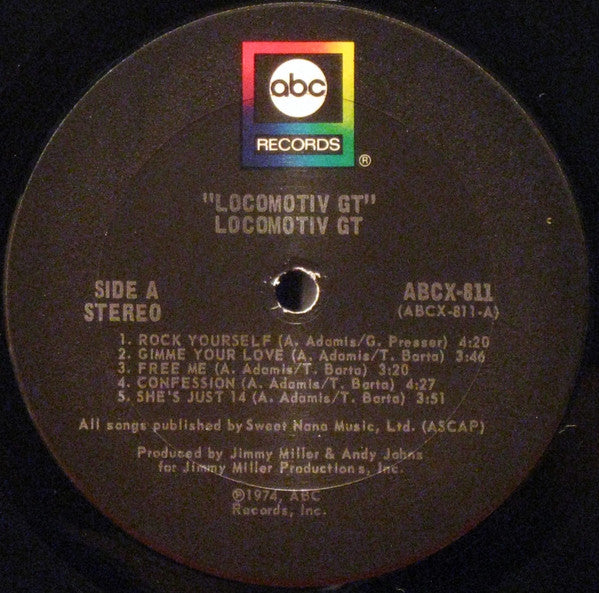 abc
RECORDS
®
"LOCOMOTIV GT"
LOCOMOTIV GT
SIDE A
STEREO
ABCX-811
(ABCX-811-A)
1. ROCK YOURSELF (A. Adamis/G. Presser) 4:20
2. GIMME YOUR LOVE (A. Adamis/T. Barta) 3:46
3. FREE ME (A. Adamis/T. Barta) 3:20
4. CONFESSION (A. Adamis/T. Barta) 4:27
5. SHE'S JUST 14 (A. Adamis/T. Barta) 3:51
All songs published by Sweet Nana Music, Ltd. (ASCAP)
Produced by Jimmy Miller & Andy Johns
for Jimmy Miller Productions, Inc.
℗1974, ABC
Records, Inc.